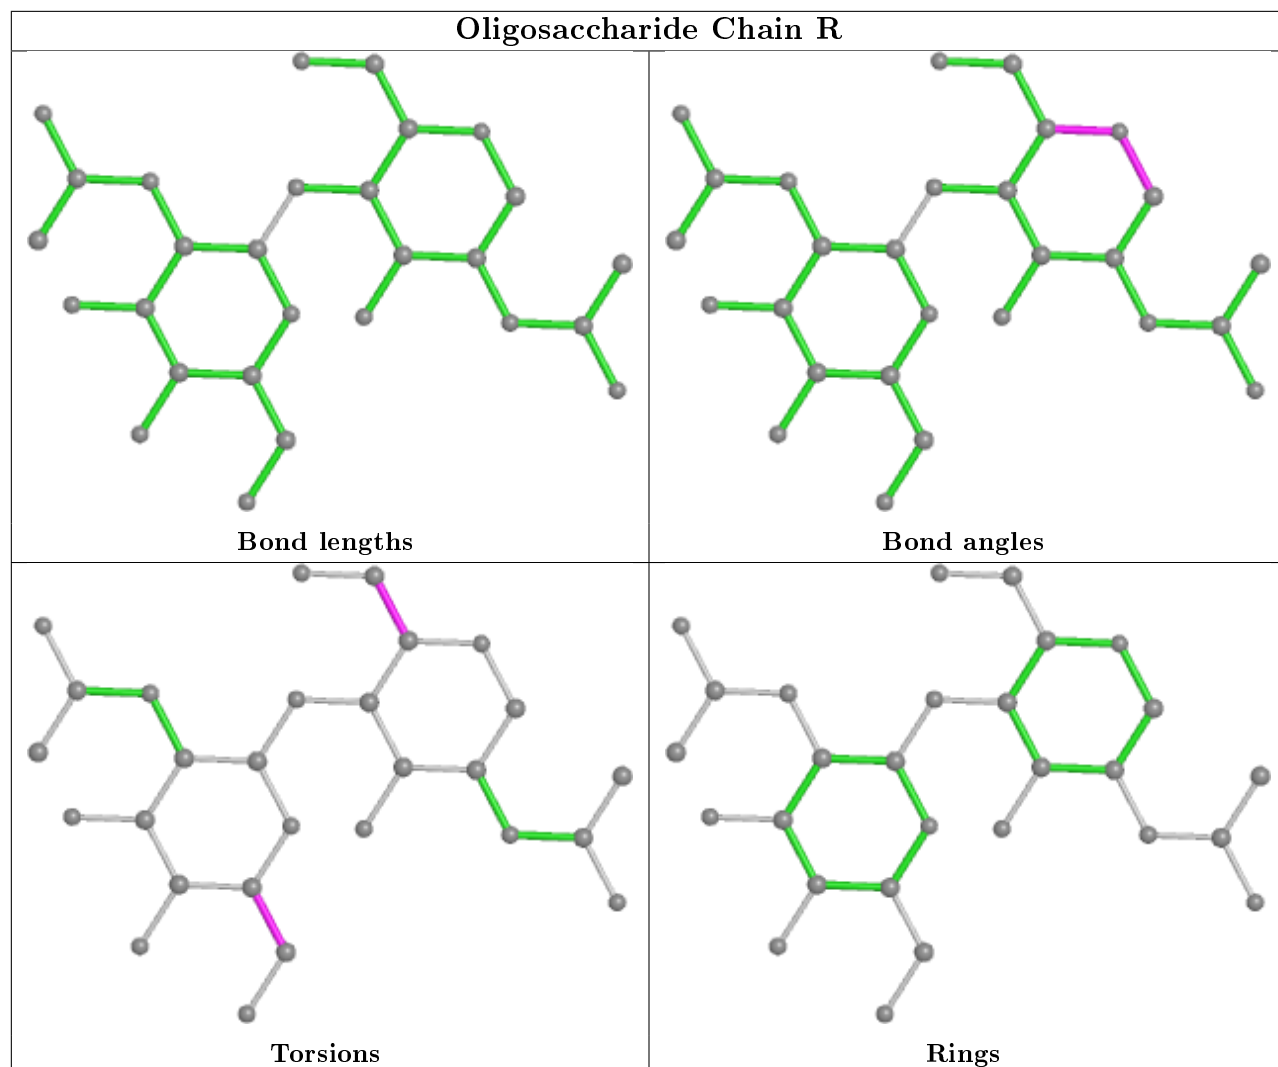 Oligosaccharide Chain R
Bond lengths
Bond angles
Torsions
Rings